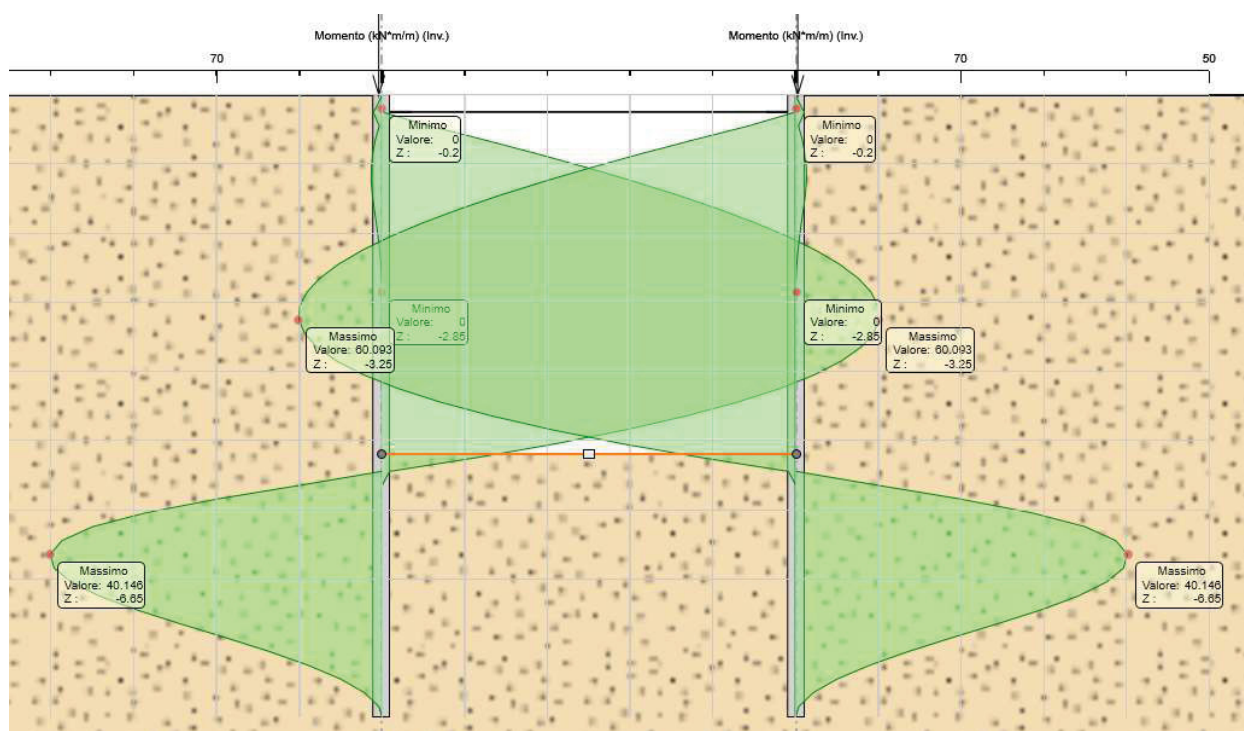 Momento (kN*m/m) (Inv.)
Momento (kN*m/m) (Inv.)
70
70
50
Minimo
Valore: 0
Z : -0.2
Minimo
Valore: 0
Z : -0.2
Minimo
Valore: 0
Z : -2.85
Minimo
Valore: 0
Z : -2.85
Massimo
Valore: 60.093
Z : -3.25
Massimo
Valore: 60.093
Z : -3.25
Massimo
Valore: 40.146
Z : -6.65
Massimo
Valore: 40.146
Z : -6.65